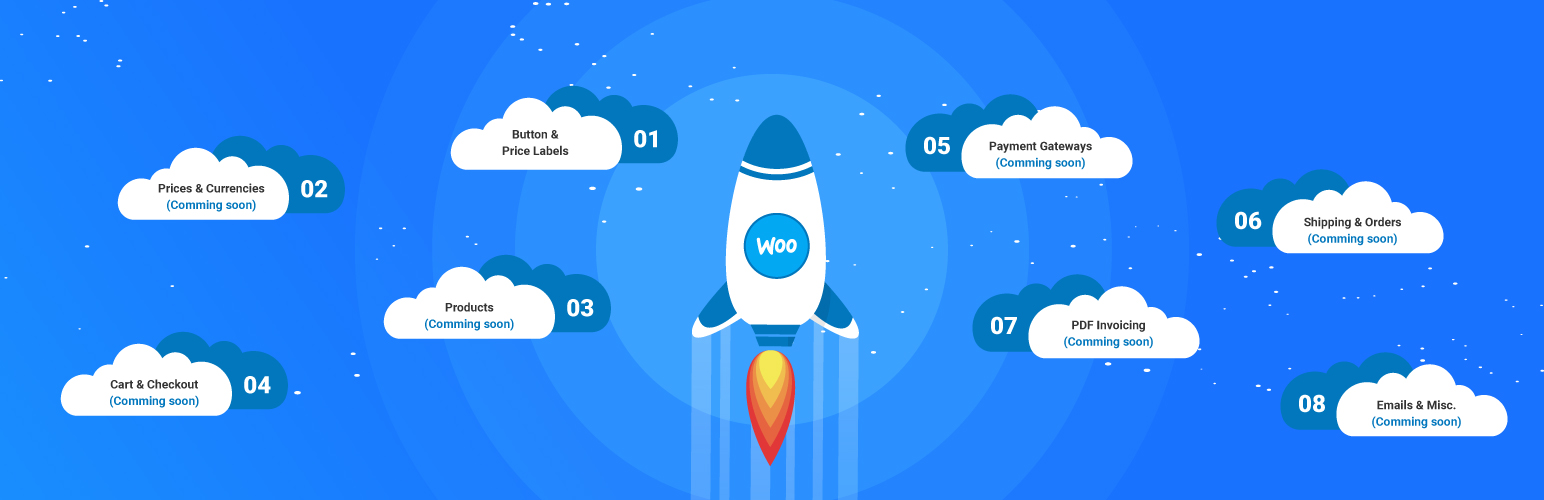 Button &
Price Labels
01
Prices & Currencies
(Comming soon)
02
Products
(Comming soon)
03
Cart & Checkout
(Comming soon)
04
Woo
05
Payment Gateways
(Comming soon)
06
Shipping & Orders
(Comming soon)
07
PDF Invoicing
(Comming soon)
08
Emails & Misc.
(Comming soon)